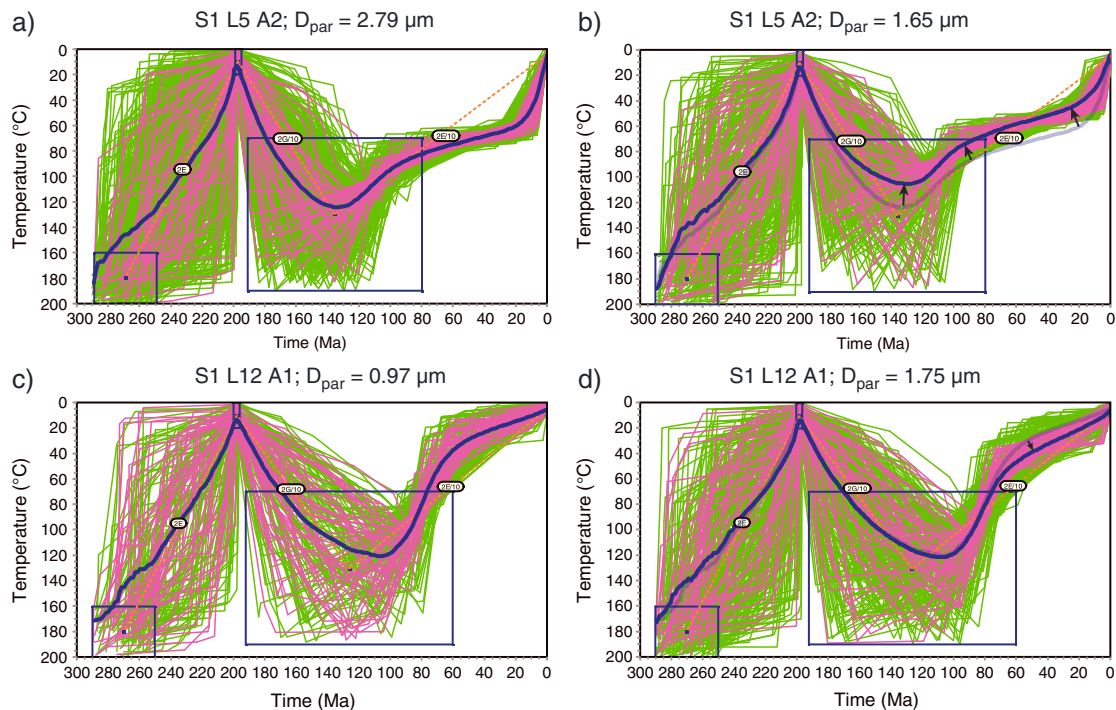 a) S1 L5 A2; Dpar = 2.79 µm
Temperature (°C)
0
20
40
60
80
100
120
140
160
180
200
2E
2G/10
2E/10
300 280 260 240 220 200 180 160 140 120 100 80 60 40 20 0
Time (Ma)
b) S1 L5 A2; Dpar = 1.65 µm
Temperature (°C)
0
20
40
60
80
100
120
140
160
180
200
2E
2G/10
2E/10
300 280 260 240 220 200 180 160 140 120 100 80 60 40 20 0
Time (Ma)
c) S1 L12 A1; Dpar = 0.97 µm
Temperature (°C)
0
20
40
60
80
100
120
140
160
180
200
2E
2G/10
2E/10
300 280 260 240 220 200 180 160 140 120 100 80 60 40 20 0
Time (Ma)
d) S1 L12 A1; Dpar = 1.75 µm
Temperature (°C)
0
20
40
60
80
100
120
140
160
180
200
2E
2G/10
2E/10
300 280 260 240 220 200 180 160 140 120 100 80 60 40 20 0
Time (Ma)